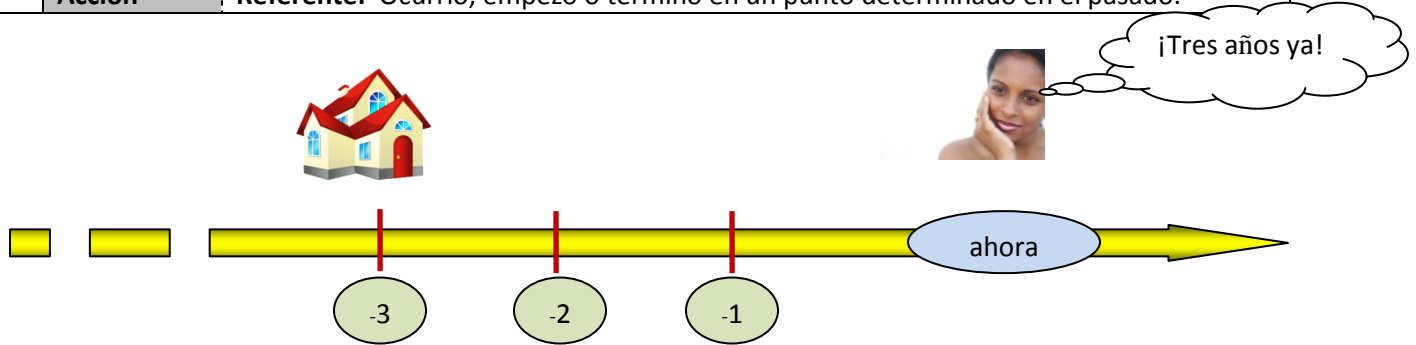 Acción Referente: Ocurrió, empezó o terminó en un punto determinado en el pasado.
¡Tres años ya!
ahora
-3 -2 -1